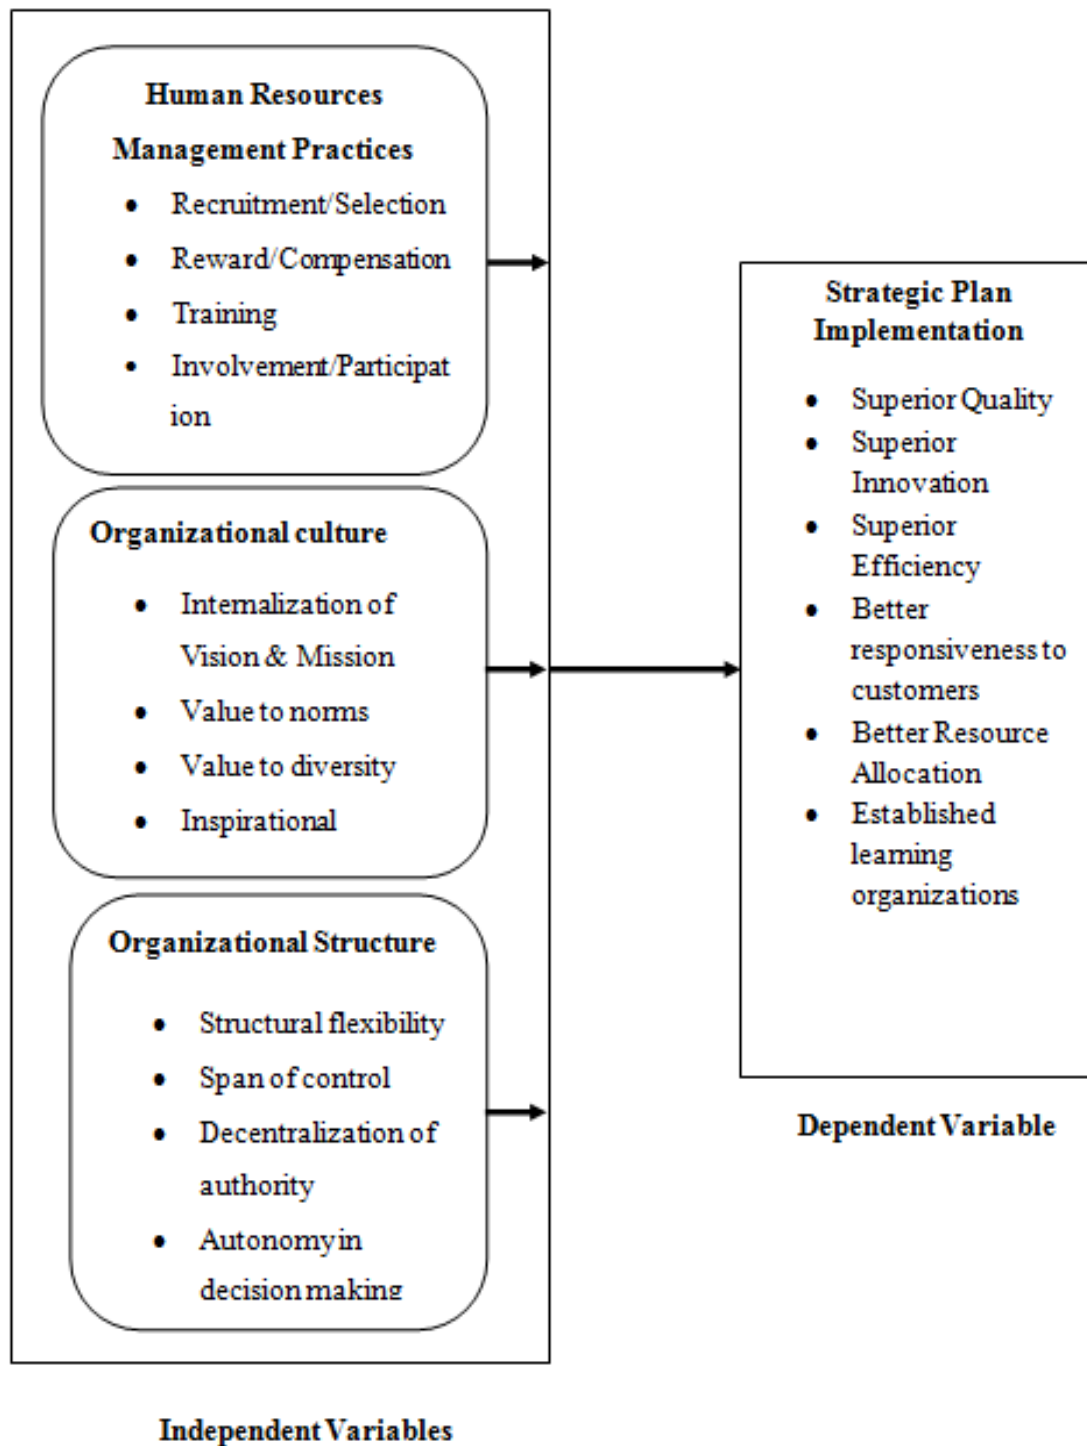 Human Resources
Management Practices
• Recruitment/Selection
• Reward/Compensation
• Training
• Involvement/Participat
ion
Organizational culture
• Internalization of
Vision & Mission
• Value to norms
• Value to diversity
• Inspirational
Organizational Structure
• Structural flexibility
• Span of control
• Decentralization of
authority
• Autonomy in
decision making
Independent Variables
Strategic Plan
Implementation
• Superior Quality
• Superior
Innovation
• Superior
Efficiency
• Better
responsiveness to
customers
• Better Resource
Allocation
• Established
learning
organizations
Dependent Variable